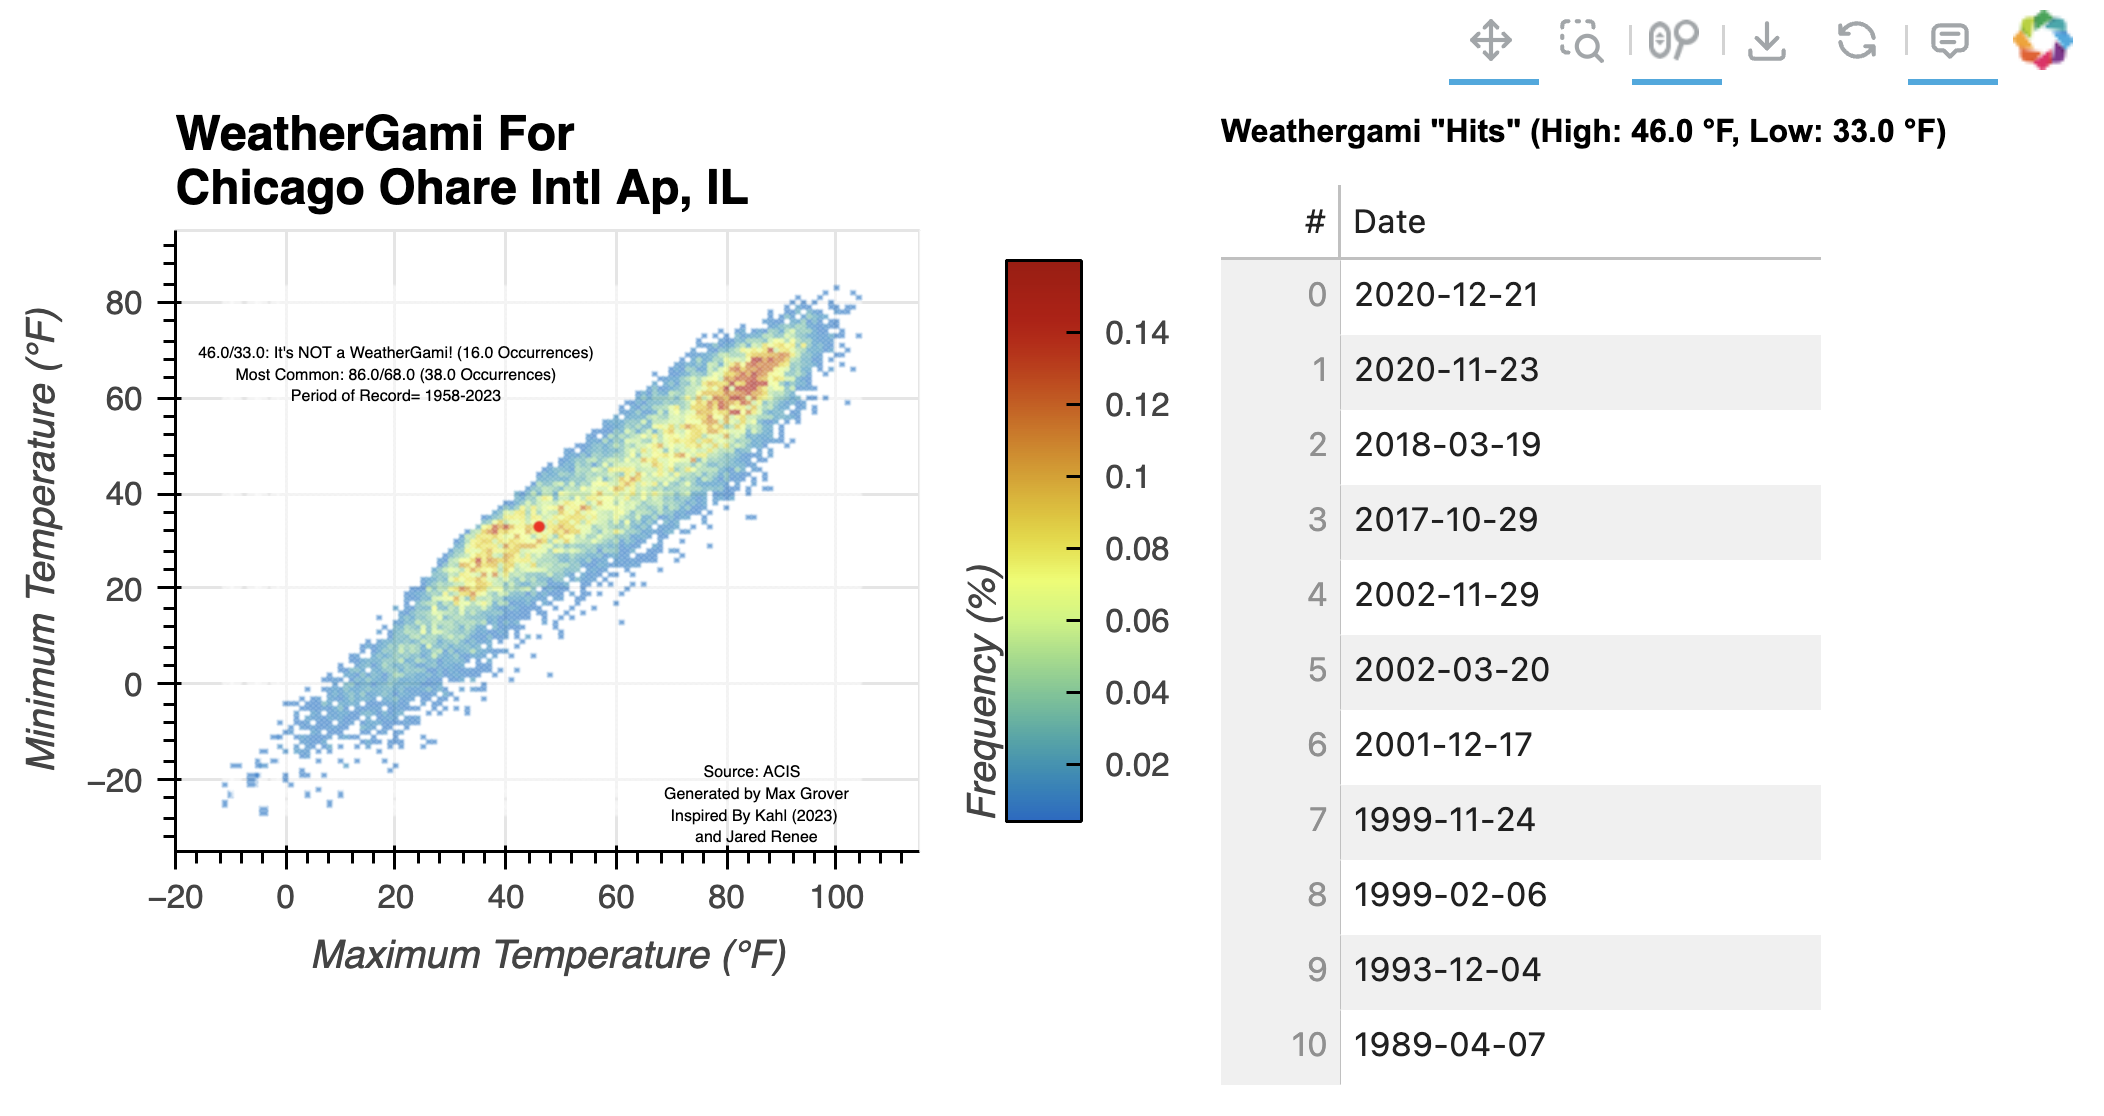 WeatherGami For
Chicago Ohare Intl Ap, IL
Minimum Temperature (°F)
80
60
40
20
0
−20
46.0/33.0: It's NOT a WeatherGami! (16.0 Occurrences)
Most Common: 86.0/68.0 (38.0 Occurrences)
Period of Record= 1958-2023
Source: ACIS
Generated by Max Grover
Inspired By Kahl (2023)
and Jared Renee
−20 0 20 40 60 80 100
Maximum Temperature (°F)
Frequency (%)
0.14
0.12
0.1
0.08
0.06
0.04
0.02
Weathergami "Hits" (High: 46.0 °F, Low: 33.0 °F)
# Date
0 2020-12-21
1 2020-11-23
2 2018-03-19
3 2017-10-29
4 2002-11-29
5 2002-03-20
6 2001-12-17
7 1999-11-24
8 1999-02-06
9 1993-12-04
10 1989-04-07